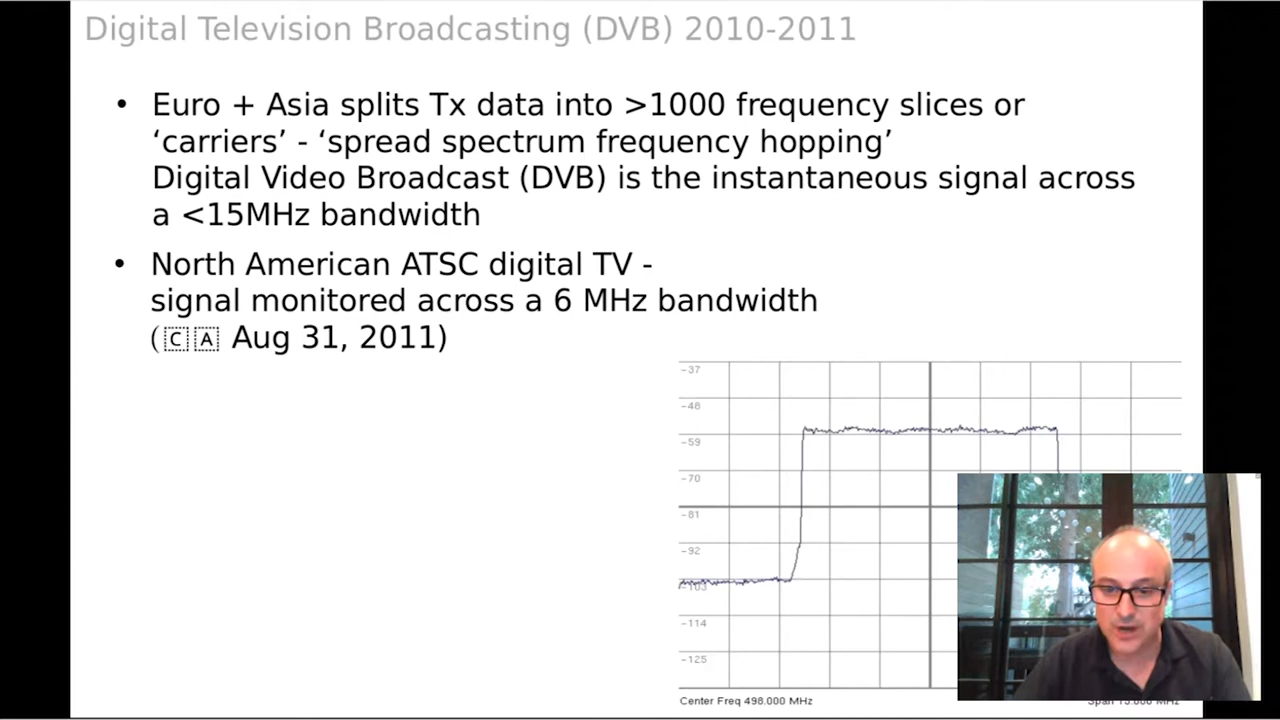 Digital Television Broadcasting (DVB) 2010-2011
• Euro + Asia splits Tx data into >1000 frequency slices or
‘carriers’ - ‘spread spectrum frequency hopping’
Digital Video Broadcast (DVB) is the instantaneous signal across
a <15MHz bandwidth
• North American ATSC digital TV -
signal monitored across a 6 MHz bandwidth
(🇨🇦 Aug 31, 2011)
-37
-48
-59
-70
-81
-92
-103
-114
-125
Center Freq 498.000 MHz